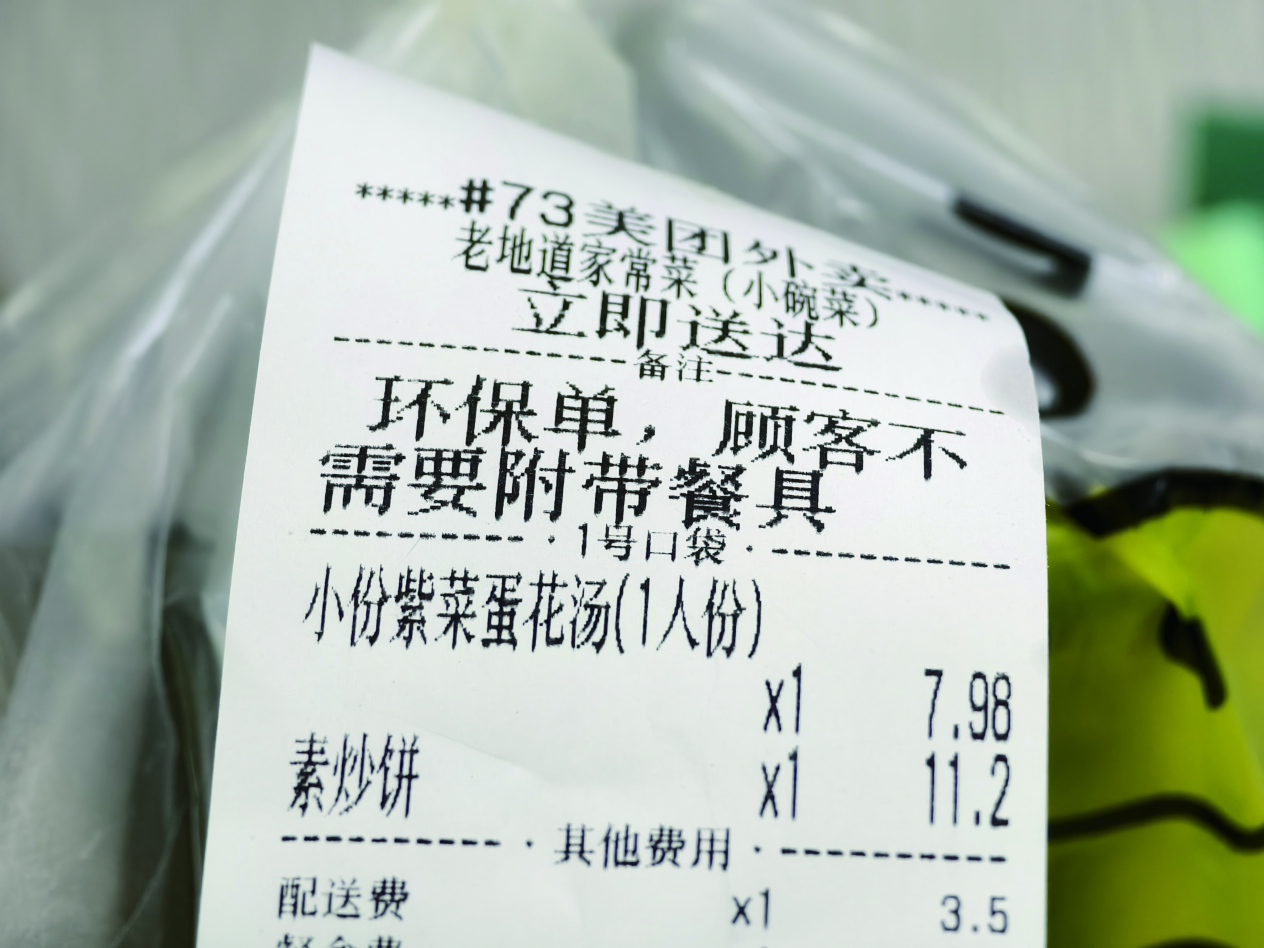 *****#73美团外卖*****
老地道家常菜（小碗菜）
立即送达
----------备注----------
环保单，顾客不
需要附带餐具
----------·1号口袋·----------
小份紫菜蛋花汤(1人份)
x1 7.98
素炒饼 x1 11.2
----------·其他费用·----------
配送费 x1 3.5